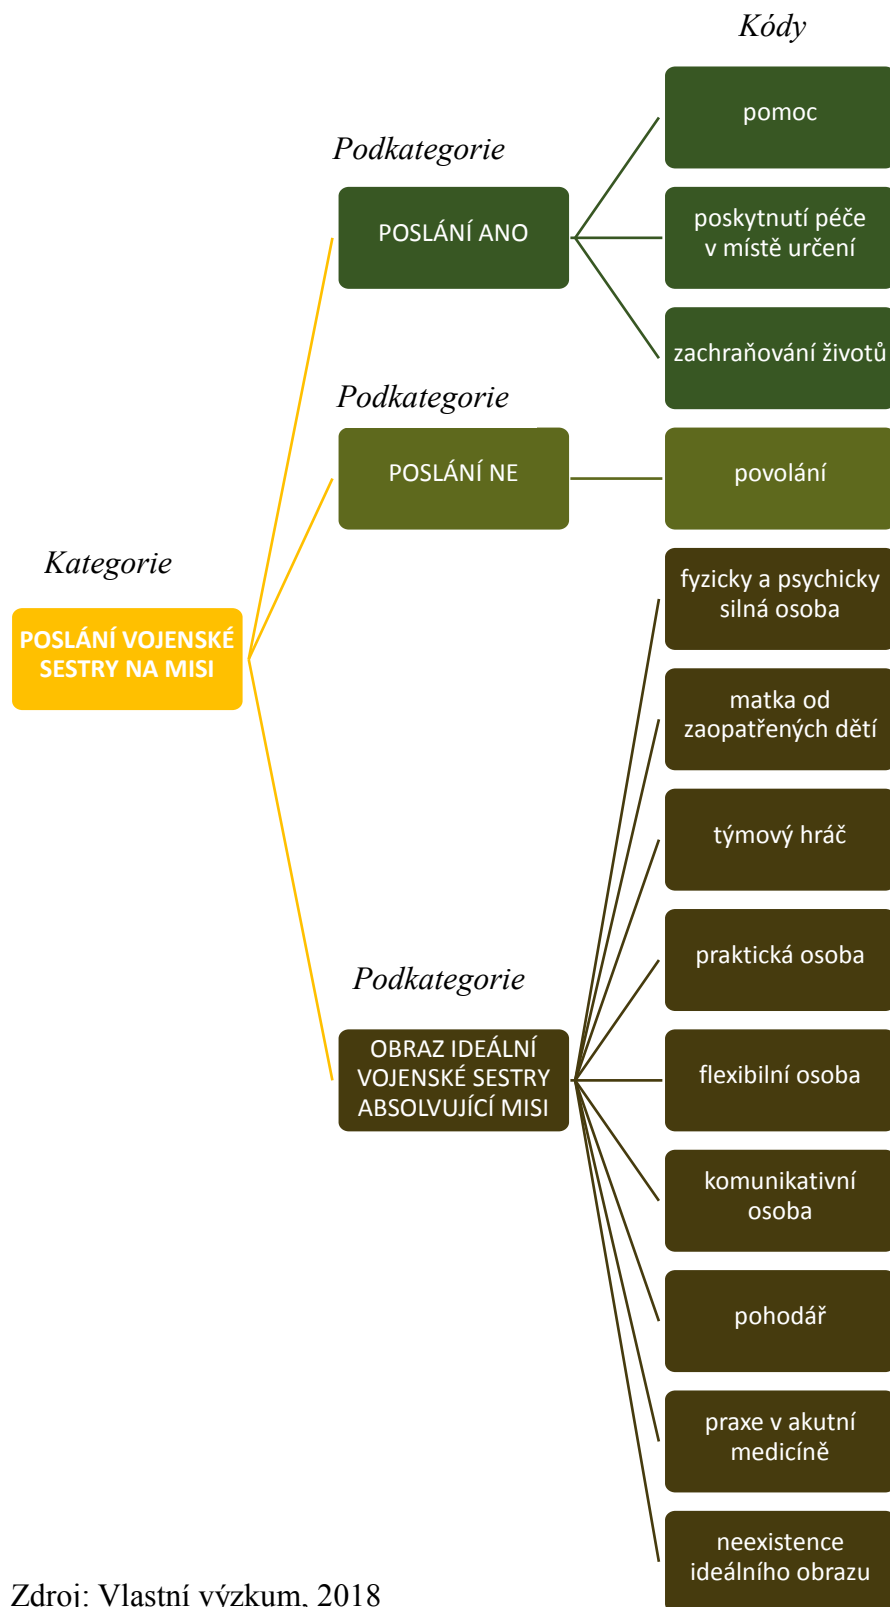 Kódy
pomoc
Podkategorie
POSLÁNÍ ANO
poskytnutí péče
v místě určení
zachraňování životů
Podkategorie
POSLÁNÍ NE
povolání
Kategorie
POSLÁNÍ VOJENSKÉ
SESTRY NA MISI
fyzicky a psychicky
silná osoba
matka od
zaopatřených dětí
týmový hráč
praktická osoba
Podkategorie
OBRAZ IDEÁLNÍ
VOJENSKÉ SESTRY
ABSOLVUJÍCÍ MISI
flexibilní osoba
komunikativní
osoba
pohodář
praxe v akutní
medicíně
neexistence
ideálního obrazu
Zdroj: Vlastní výzkum, 2018